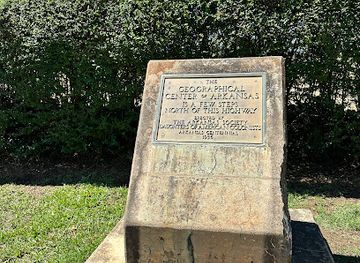 THE
GEOGRAPHICAL
CENTER OF ARKANSAS
IS A FEW STEPS
NORTH OF THIS HIGHWAY
ERECTED BY
THE ARKANSAS SOCIETY
DAUGHTERS OF AMERICAN COLONISTS
ARKANSAS CENTENNIAL
1936